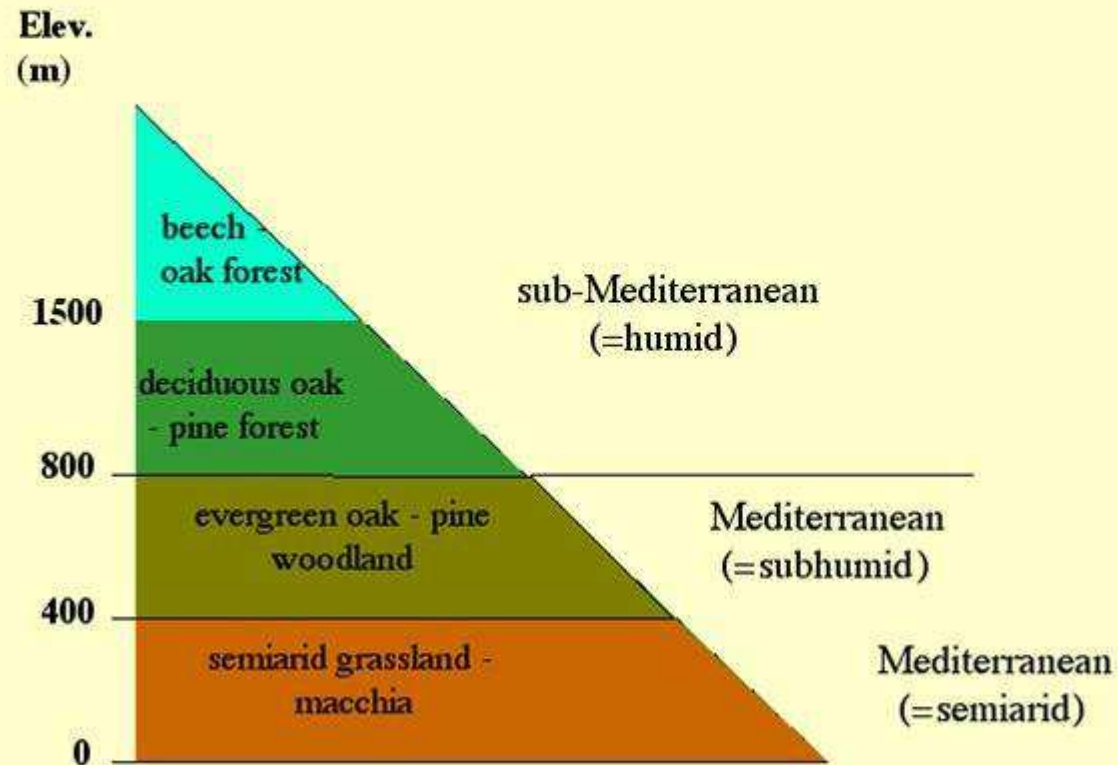 Elev.
(m)
beech -
oak forest
sub-Mediterranean
(=humid)
1500
deciduous oak
- pine forest
800
evergreen oak - pine
woodland
Mediterranean
(=subhumid)
400
semiarid grassland -
macchia
Mediterranean
(=semiarid)
0